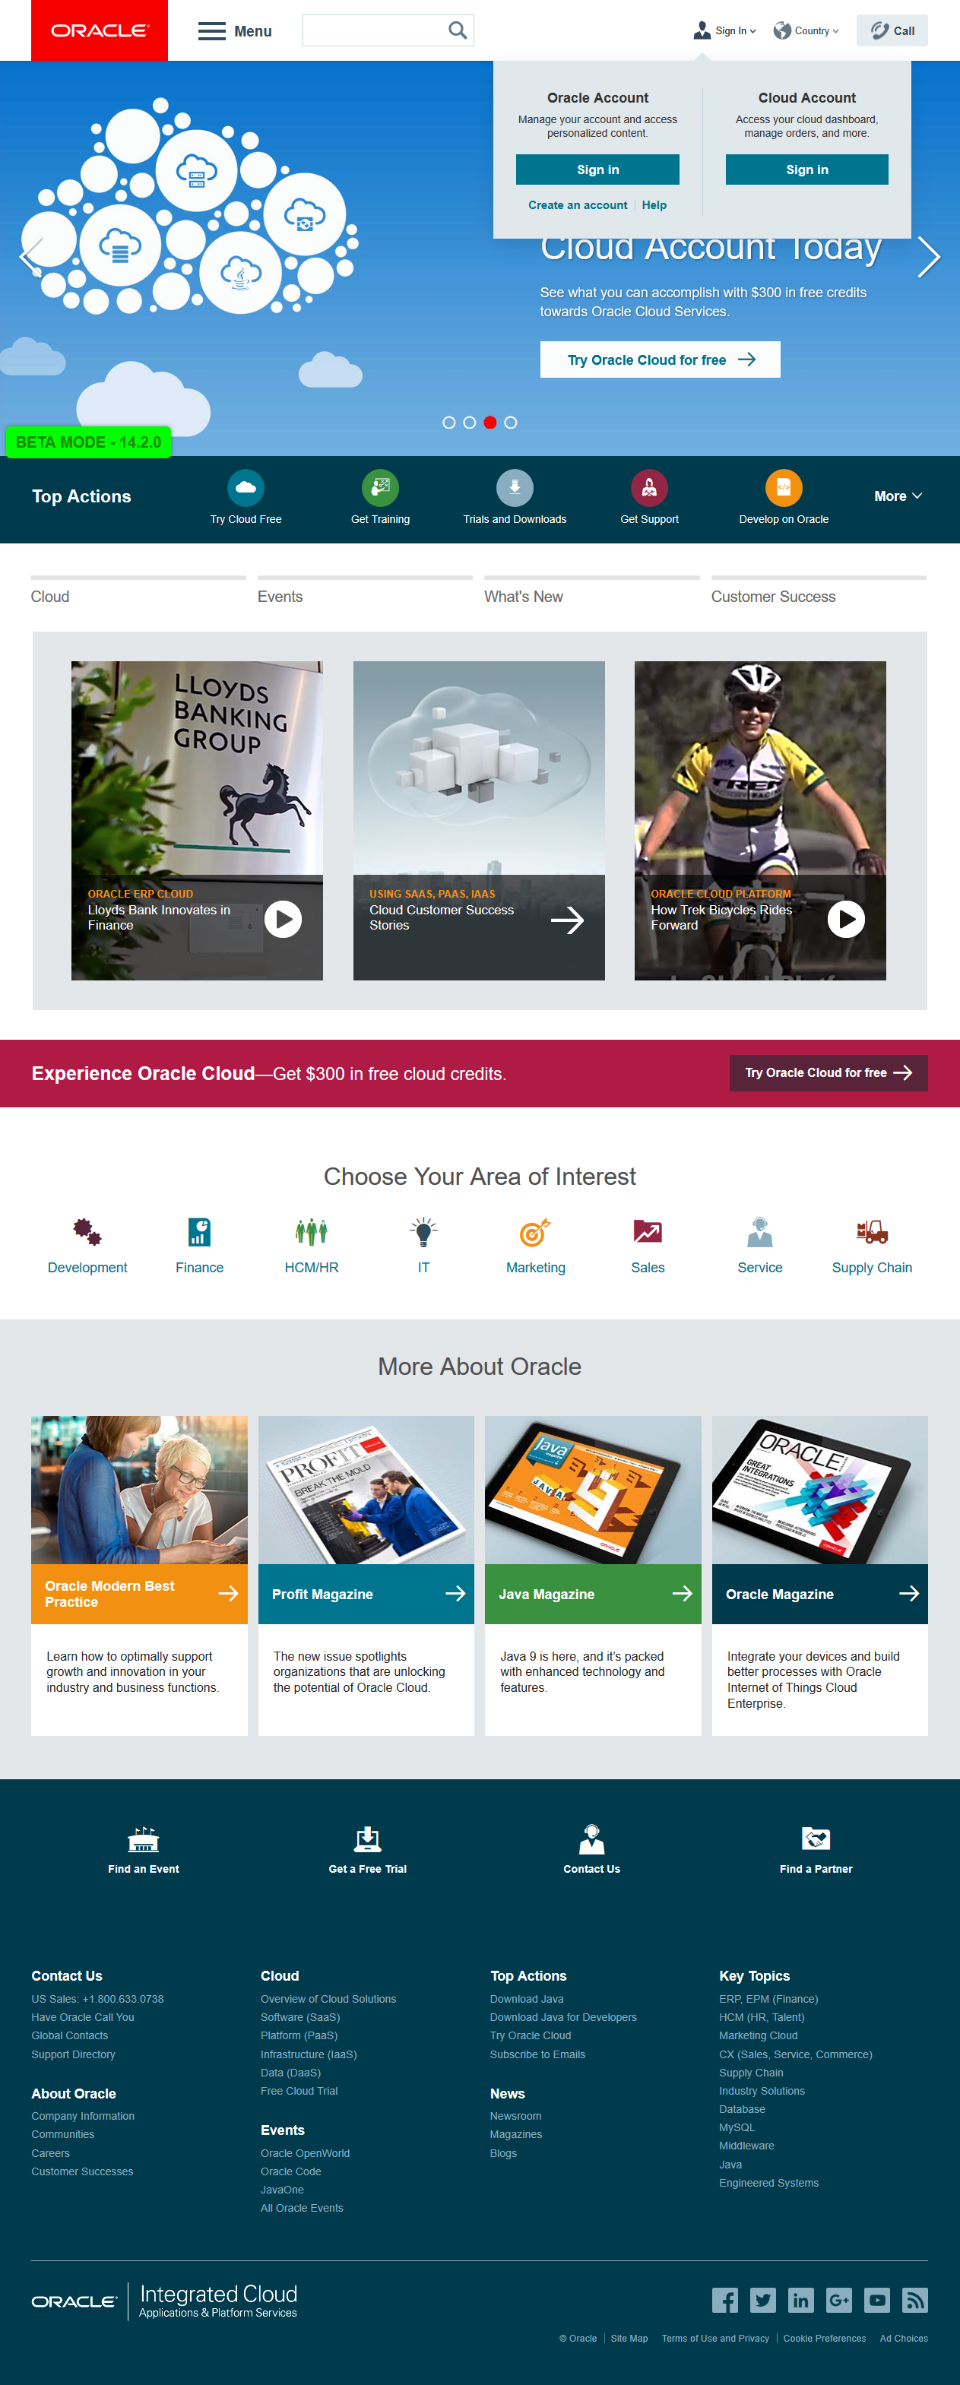 ORACLE
Menu
Sign In
Country
Call
Oracle Account
Manage your account and access
personalized content.
Sign in
Create an account
Help
Cloud Account
Access your cloud dashboard,
manage orders, and more.
Sign in
Cloud Account Today
See what you can accomplish with $300 in free credits
towards Oracle Cloud Services.
Try Oracle Cloud for free
BETA MODE - 14.2.0
Top Actions
Try Cloud Free
Get Training
Trials and Downloads
Get Support
Develop on Oracle
More
Cloud
Events
What's New
Customer Success
LLOYDS
BANKING
GROUP
ORACLE ERP CLOUD
Lloyds Bank Innovates in
Finance
USING SAAS, PAAS, IAAS
Cloud Customer Success
Stories
TREK
ORACLE CLOUD PLATFORM
How Trek Bicycles Rides
Forward
Experience Oracle Cloud—Get $300 in free cloud credits.
Try Oracle Cloud for free
Choose Your Area of Interest
Development
Finance
HCM/HR
IT
Marketing
Sales
Service
Supply Chain
More About Oracle
PROFIT
BREAK THE MOLD
Java
JAVA
ORACLE
GREAT
INTEGRATIONS
Oracle Modern Best
Practice
Profit Magazine
Java Magazine
Oracle Magazine
Learn how to optimally support
growth and innovation in your
industry and business functions.
The new issue spotlights
organizations that are unlocking
the potential of Oracle Cloud.
Java 9 is here, and it's packed
with enhanced technology and
features.
Integrate your devices and build
better processes with Oracle
Internet of Things Cloud
Enterprise.
Find an Event
Get a Free Trial
Contact Us
Find a Partner
Contact Us
US Sales: +1.800.633.0738
Have Oracle Call You
Global Contacts
Support Directory
About Oracle
Company Information
Communities
Careers
Customer Successes
Cloud
Overview of Cloud Solutions
Software (SaaS)
Platform (PaaS)
Infrastructure (IaaS)
Data (DaaS)
Free Cloud Trial
Events
Oracle OpenWorld
Oracle Code
JavaOne
All Oracle Events
Top Actions
Download Java
Download Java for Developers
Try Oracle Cloud
Subscribe to Emails
News
Newsroom
Magazines
Blogs
Key Topics
ERP, EPM (Finance)
HCM (HR, Talent)
Marketing Cloud
CX (Sales, Service, Commerce)
Supply Chain
Industry Solutions
Database
MySQL
Middleware
Java
Engineered Systems
ORACLE
Integrated Cloud
Applications & Platform Services
© Oracle
Site Map
Terms of Use and Privacy
Cookie Preferences
Ad Choices